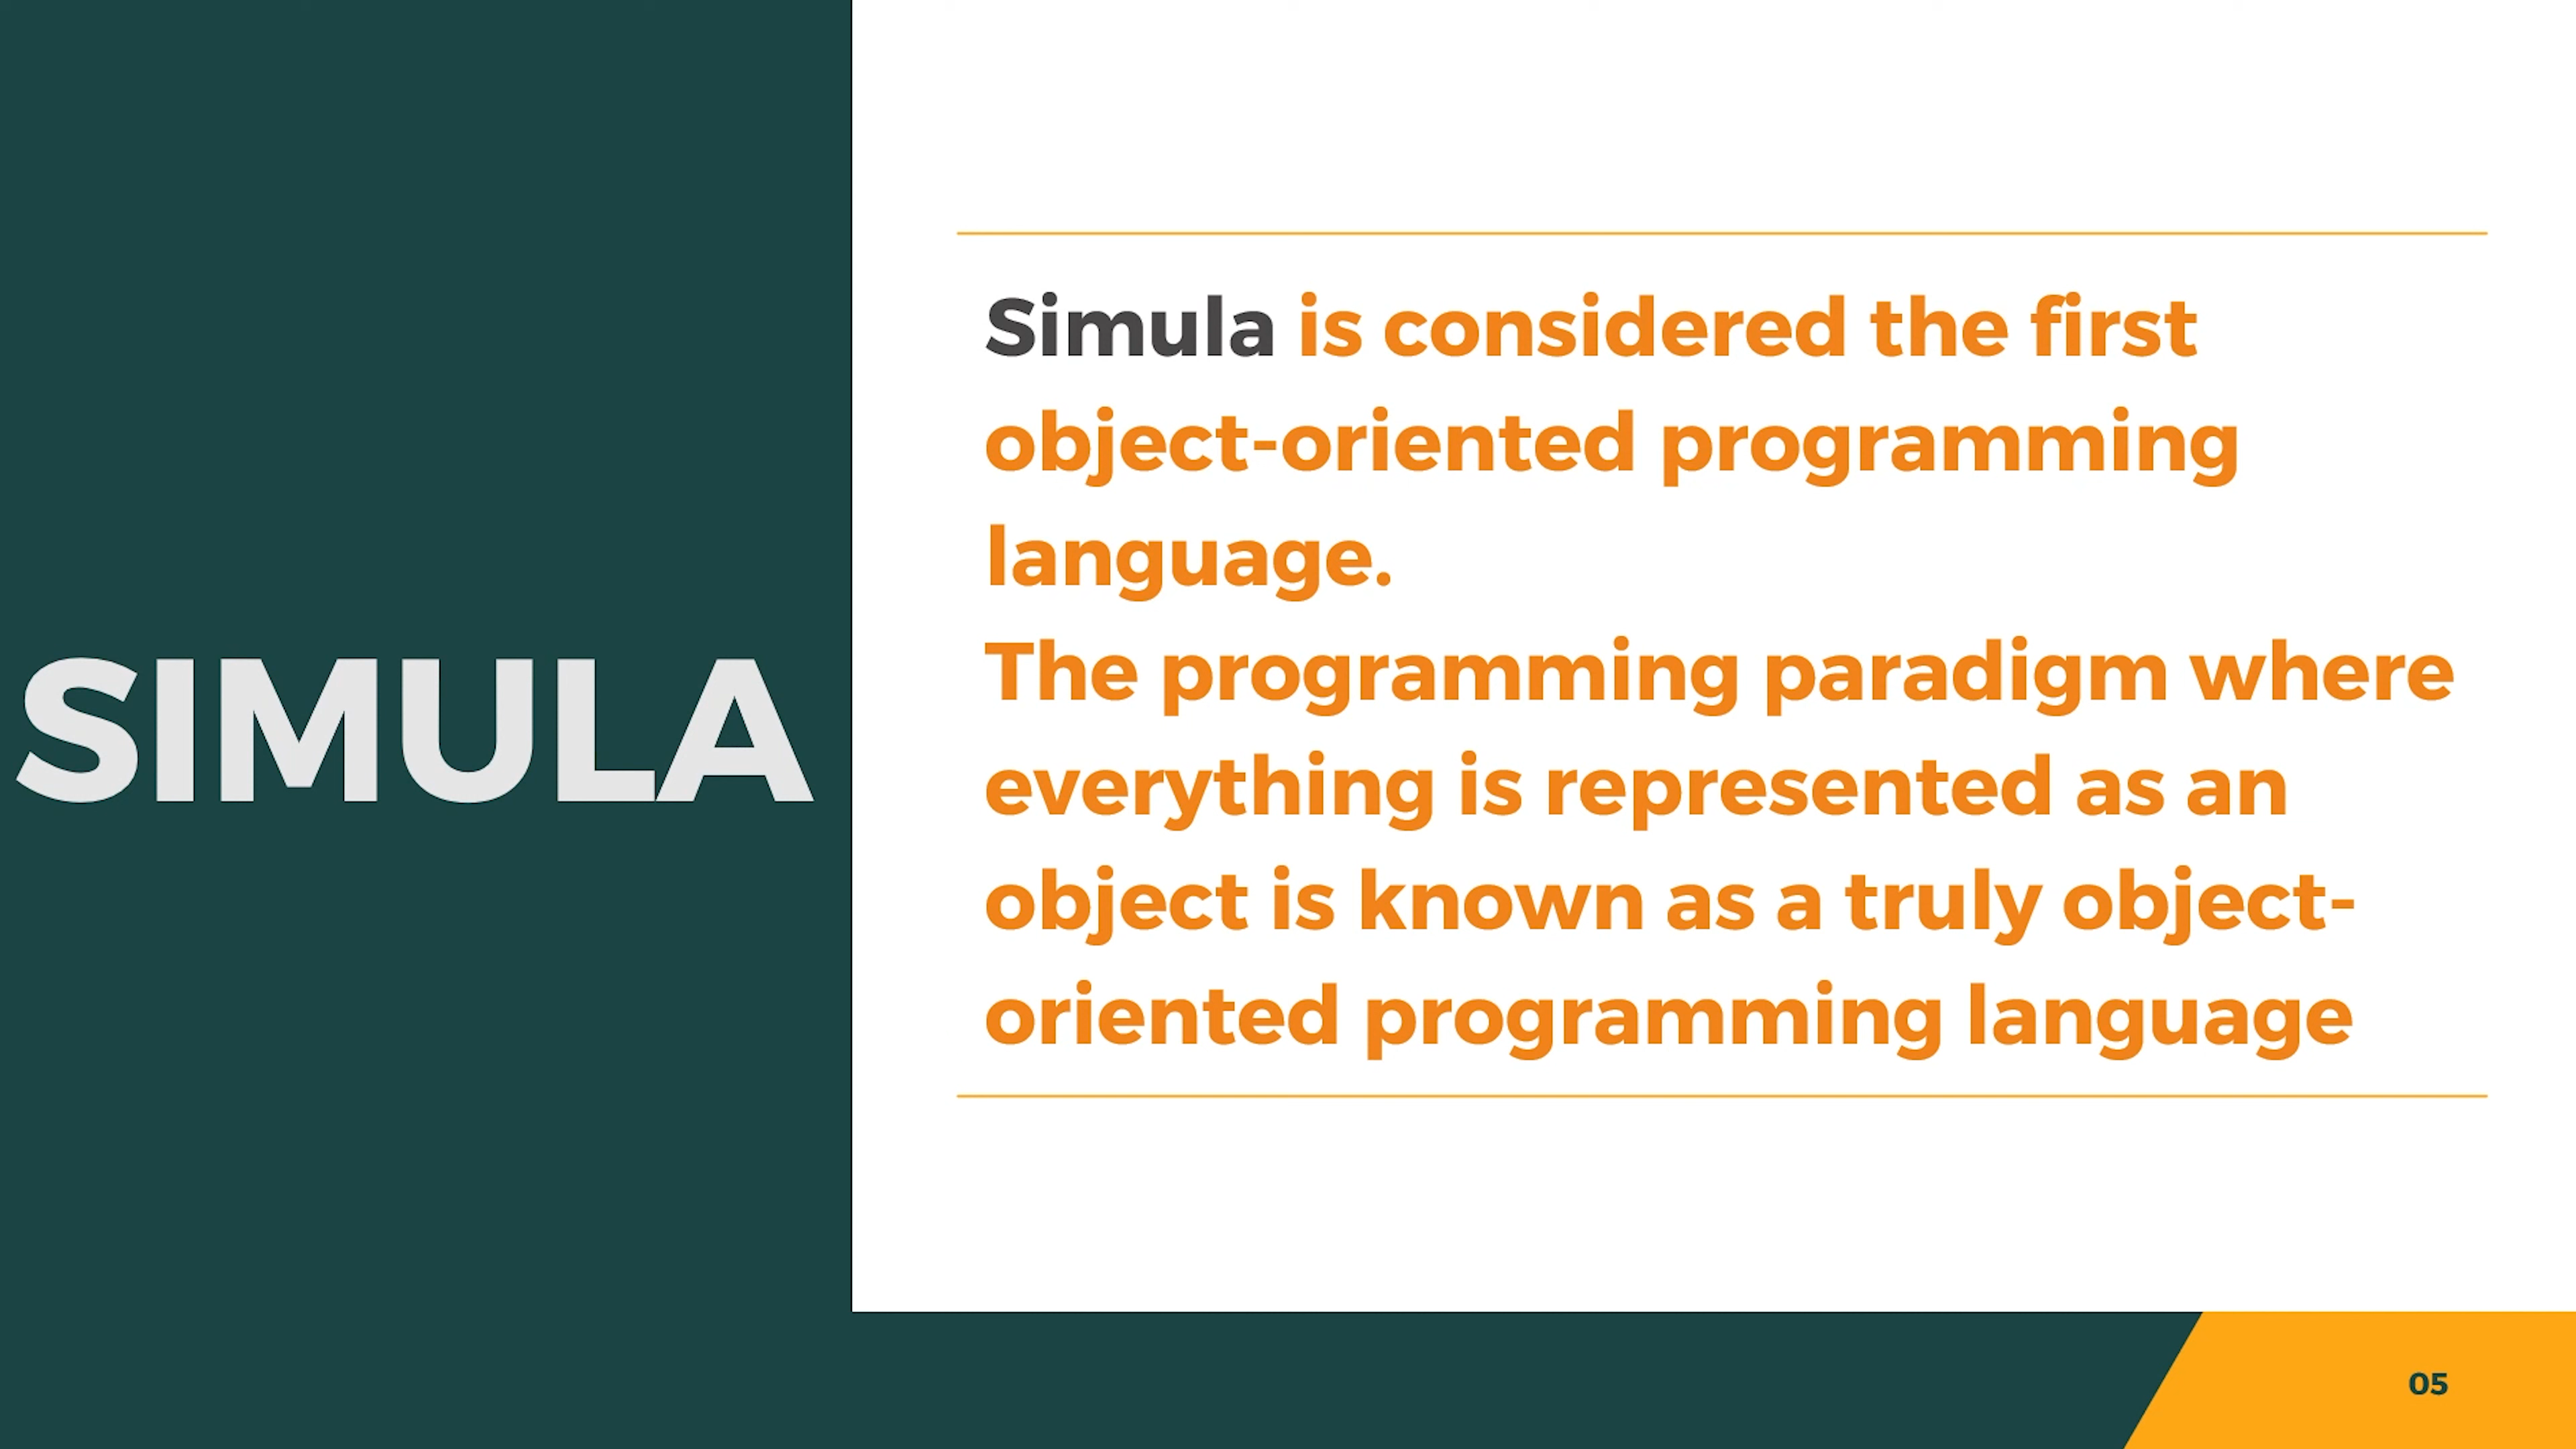 SIMULA
Simula is considered the first
object-oriented programming
language.
The programming paradigm where
everything is represented as an
object is known as a truly object-
oriented programming language
05